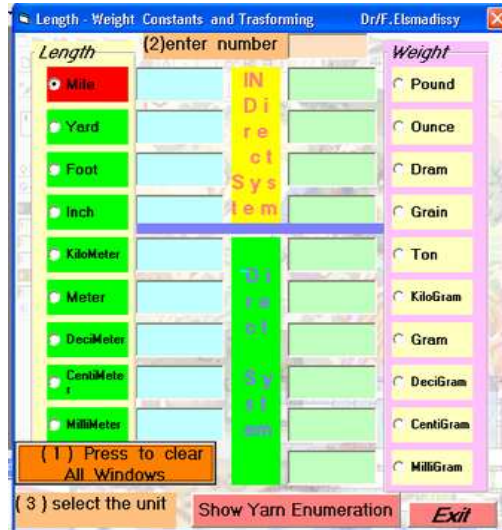 Length - Weight Constants and Trasforming Dr/F.Elsmadissy
Length
(2)enter number
Weight
Mile
Yard
Foot
Inch
KiloMeter
Meter
DeciMeter
CentiMete
r
MilliMeter
IN
Di
re
ct
Sys
tem
Di
re
ct
Sy
st
em
Pound
Ounce
Dram
Grain
Ton
KiloGram
Gram
DeciGram
CentiGram
MilliGram
(1) Press to clear
All Windows
(3) select the unit
Show Yarn Enumeration
Exit